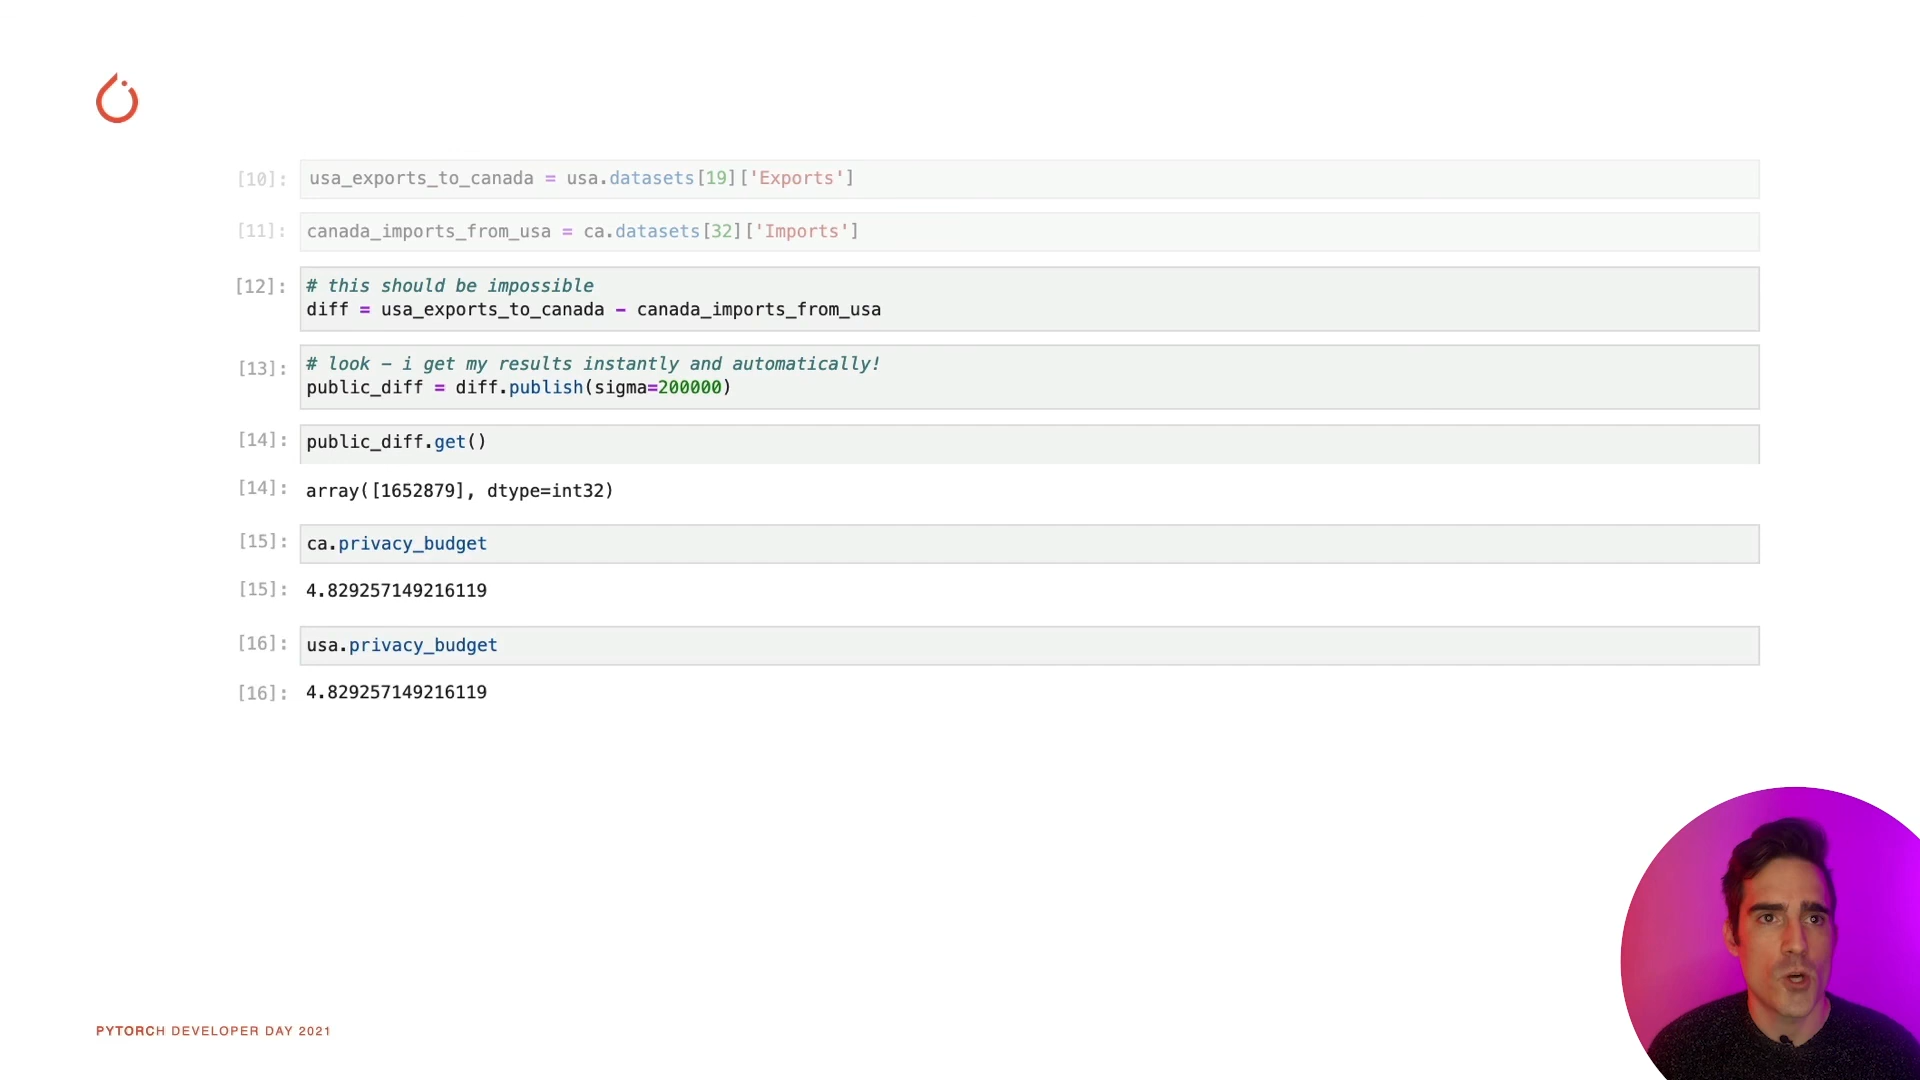 [10]: usa_exports_to_canada = usa.datasets[19]['Exports']
[11]: canada_imports_from_usa = ca.datasets[32]['Imports']
[12]: # this should be impossible
diff = usa_exports_to_canada - canada_imports_from_usa
[13]: # look - i get my results instantly and automatically!
public_diff = diff.publish(sigma=200000)
[14]: public_diff.get()
[14]: array([1652879], dtype=int32)
[15]: ca.privacy_budget
[15]: 4.829257149216119
[16]: usa.privacy_budget
[16]: 4.829257149216119
PYTORCH DEVELOPER DAY 2021